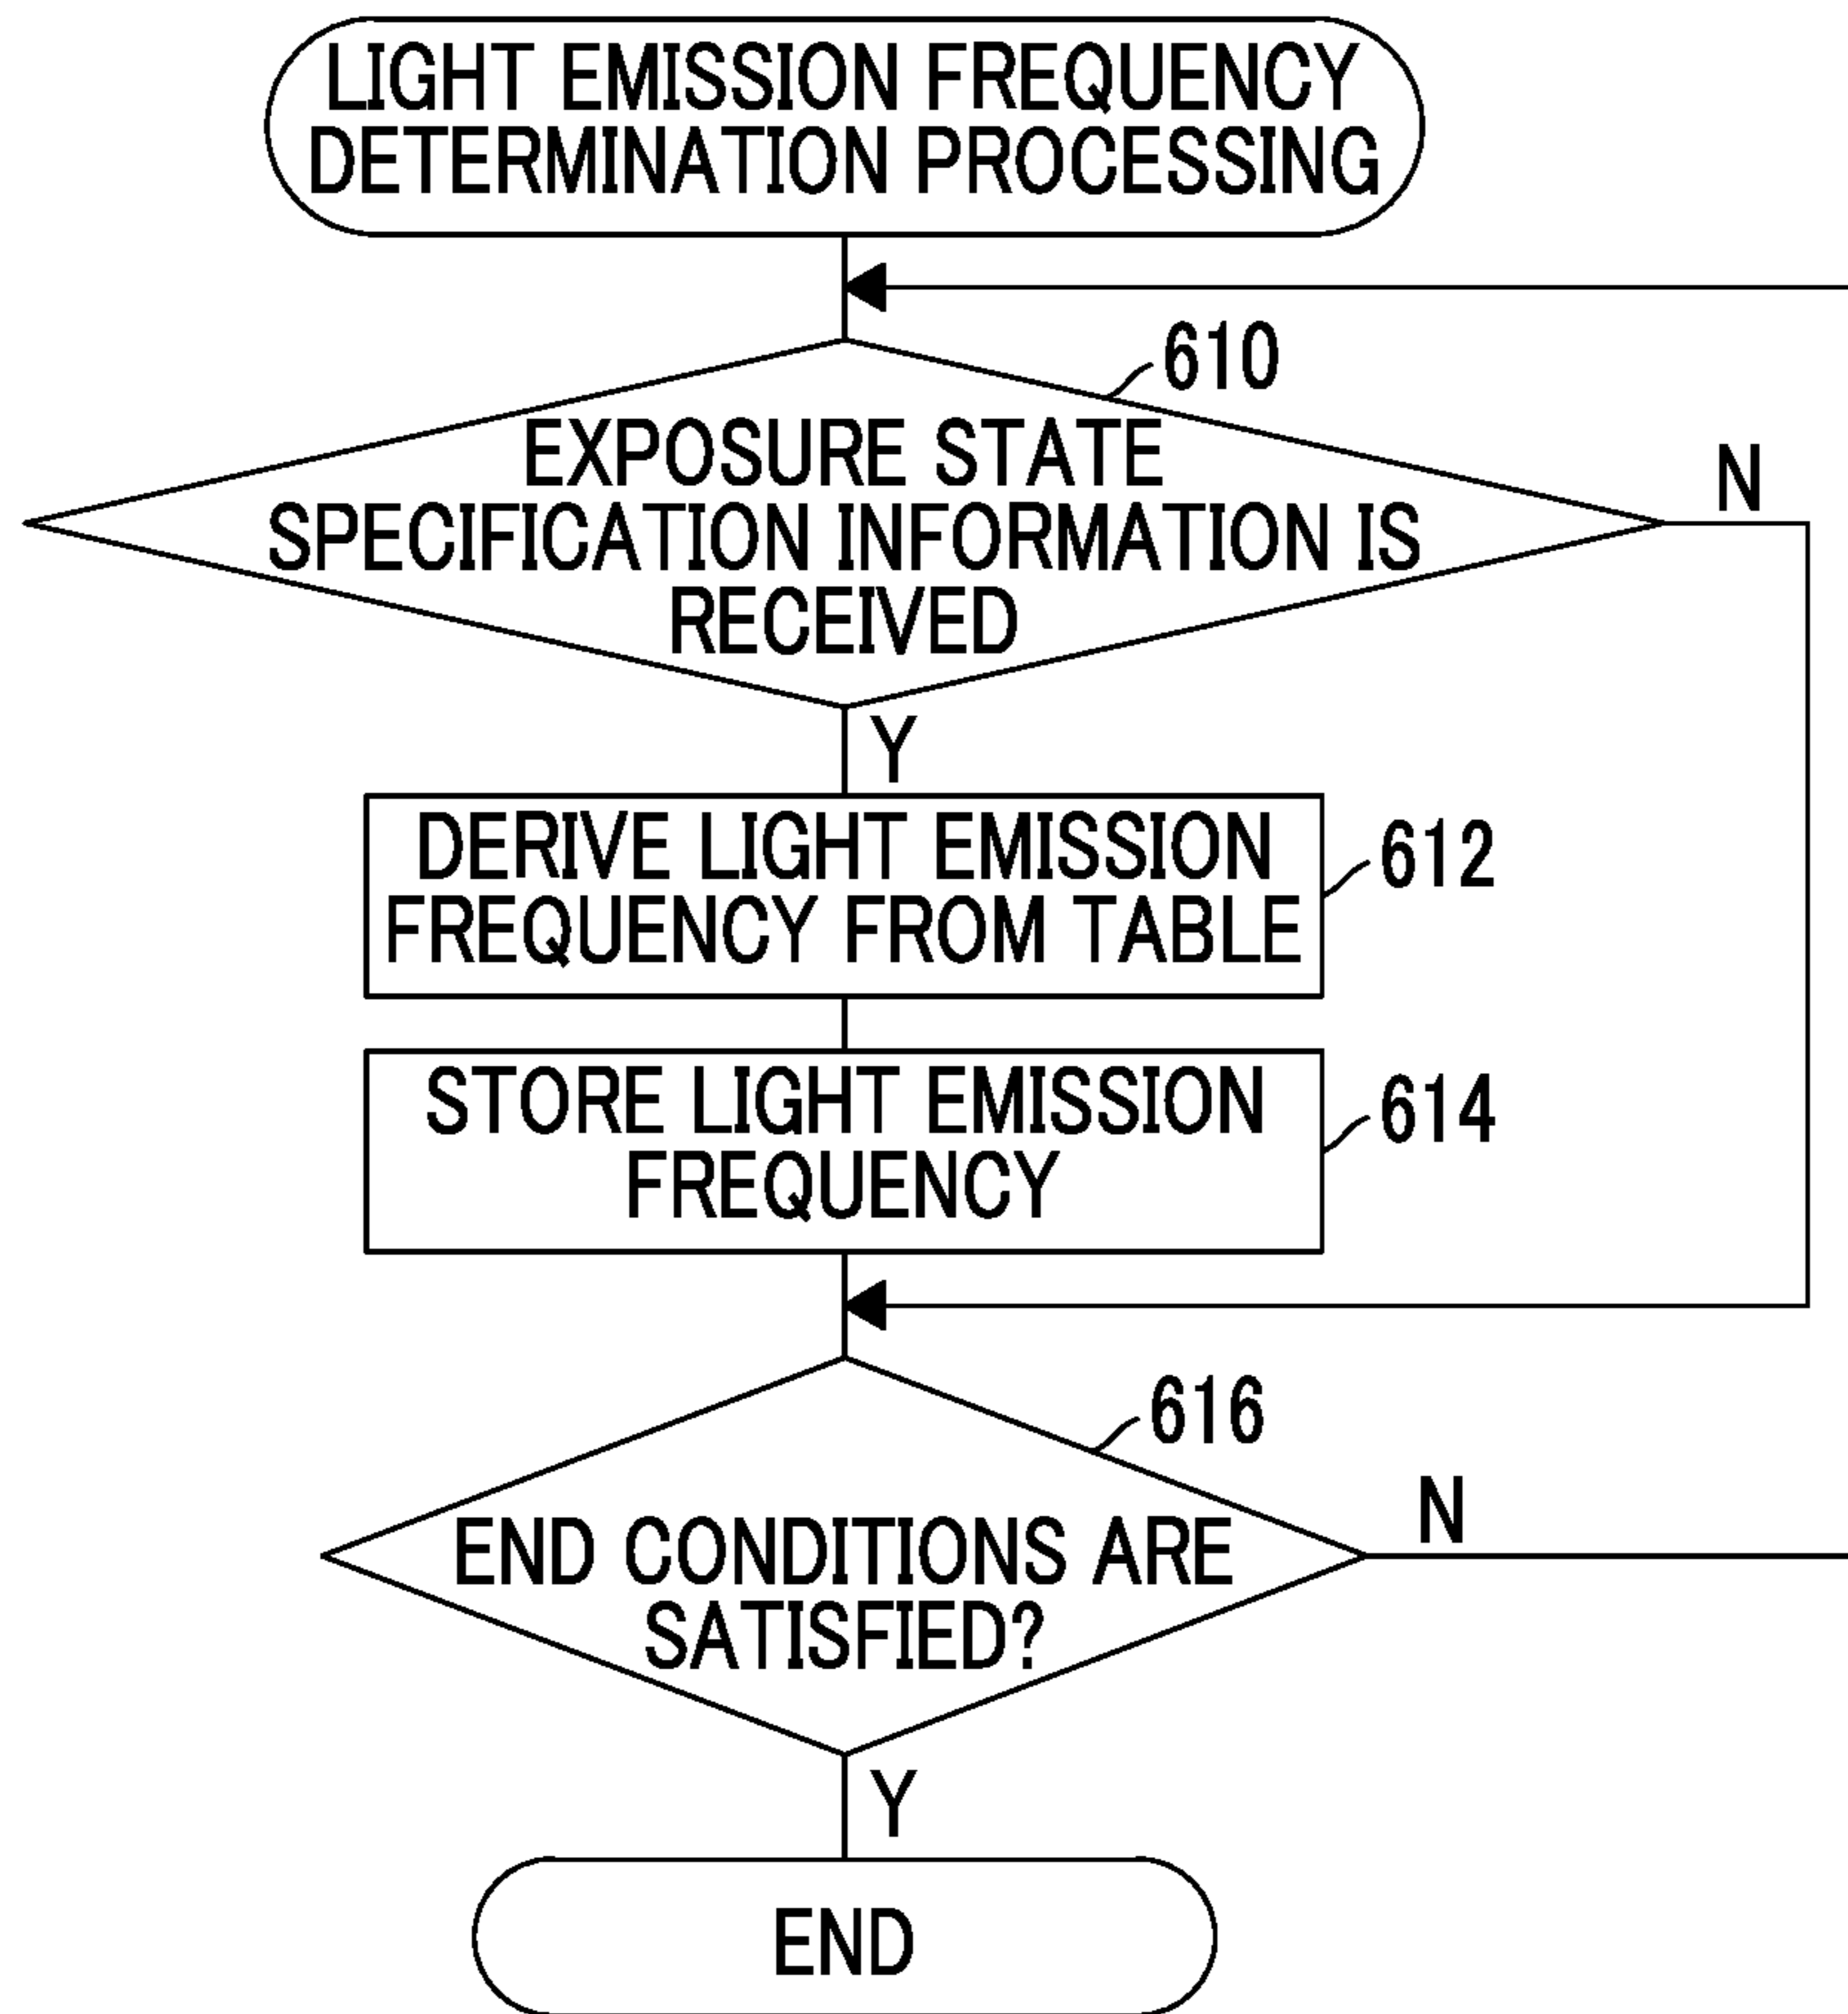 LIGHT EMISSION FREQUENCY
DETERMINATION PROCESSING
610
EXPOSURE STATE
SPECIFICATION INFORMATION IS
RECEIVED
N
Y
DERIVE LIGHT EMISSION
FREQUENCY FROM TABLE
612
STORE LIGHT EMISSION
FREQUENCY
614
616
END CONDITIONS ARE
SATISFIED?
N
Y
END